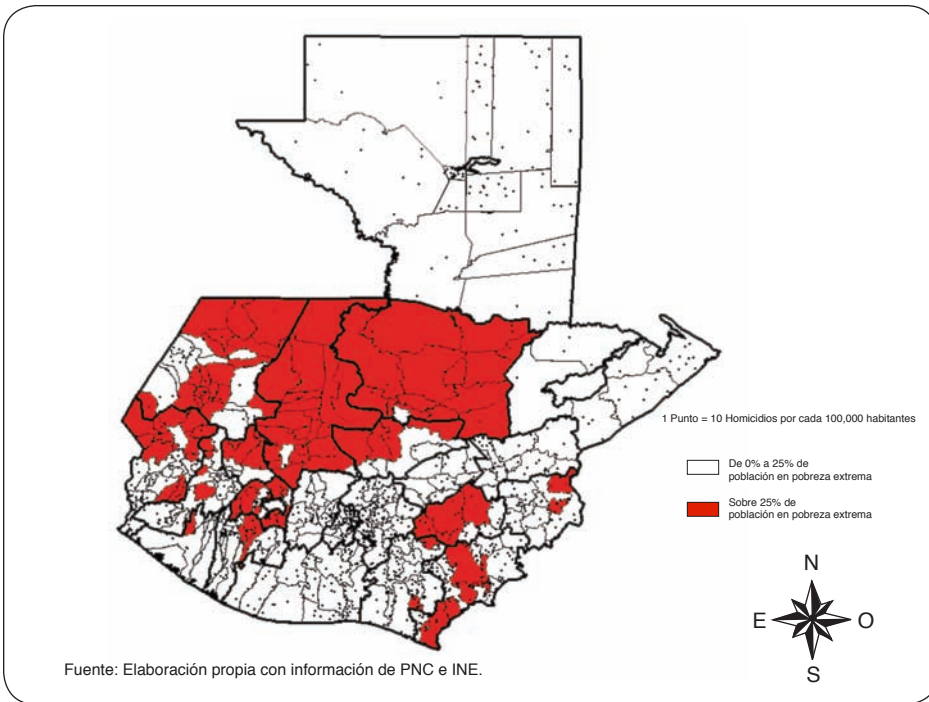 1 Punto = 10 Homicidios por cada 100,000 habitantes
De 0% a 25% de
población en pobreza extrema
Sobre 25% de
población en pobreza extrema
N
E O
S
Fuente: Elaboración propia con información de PNC e INE.